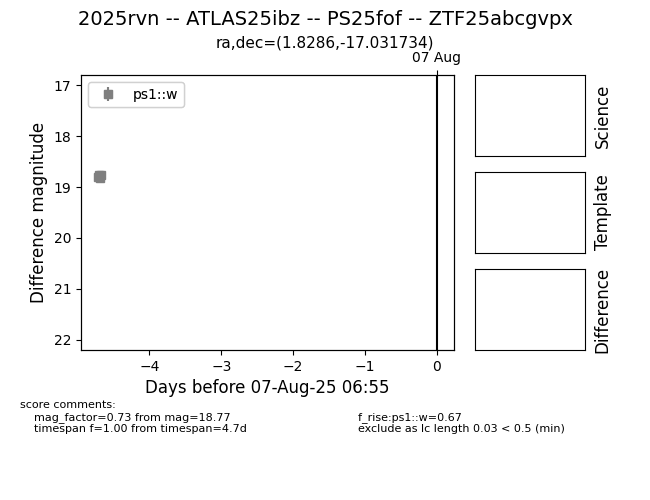 2025rvn -- ATLAS25ibz -- PS25fof -- ZTF25abcgvpx
ra,dec=(1.8286,-17.031734)
07 Aug
ps1::w
17
18
19
20
21
22
Difference magnitude
−4
−3
−2
−1
0
Days before 07-Aug-25 06:55
Science
Template
Difference
score comments:
mag_factor=0.73 from mag=18.77
timespan f=1.00 from timespan=4.7d
f_rise:ps1::w=0.67
exclude as lc length 0.03 < 0.5 (min)